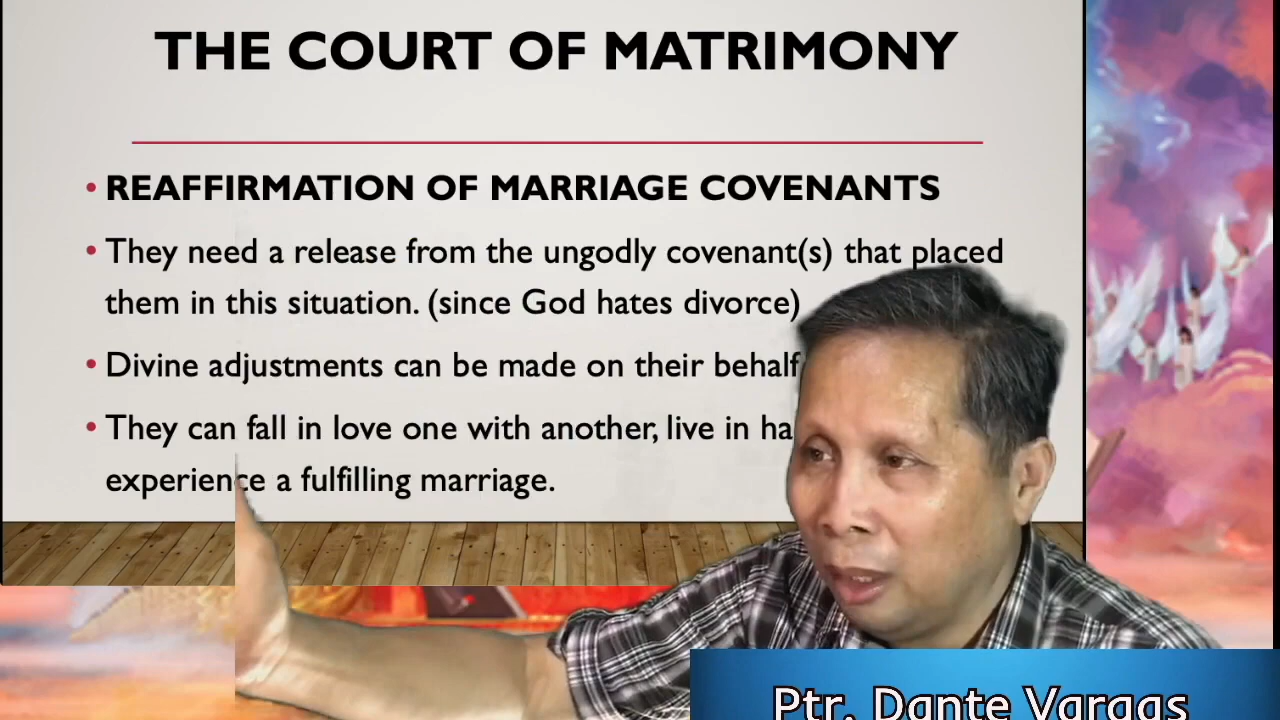 THE COURT OF MATRIMONY
• REAFFIRMATION OF MARRIAGE COVENANTS
• They need a release from the ungodly covenant(s) that placed
them in this situation. (since God hates divorce)
• Divine adjustments can be made on their behalf
• They can fall in love one with another, live in
experience a fulfilling marriage.
Ptr. Dante Vargas